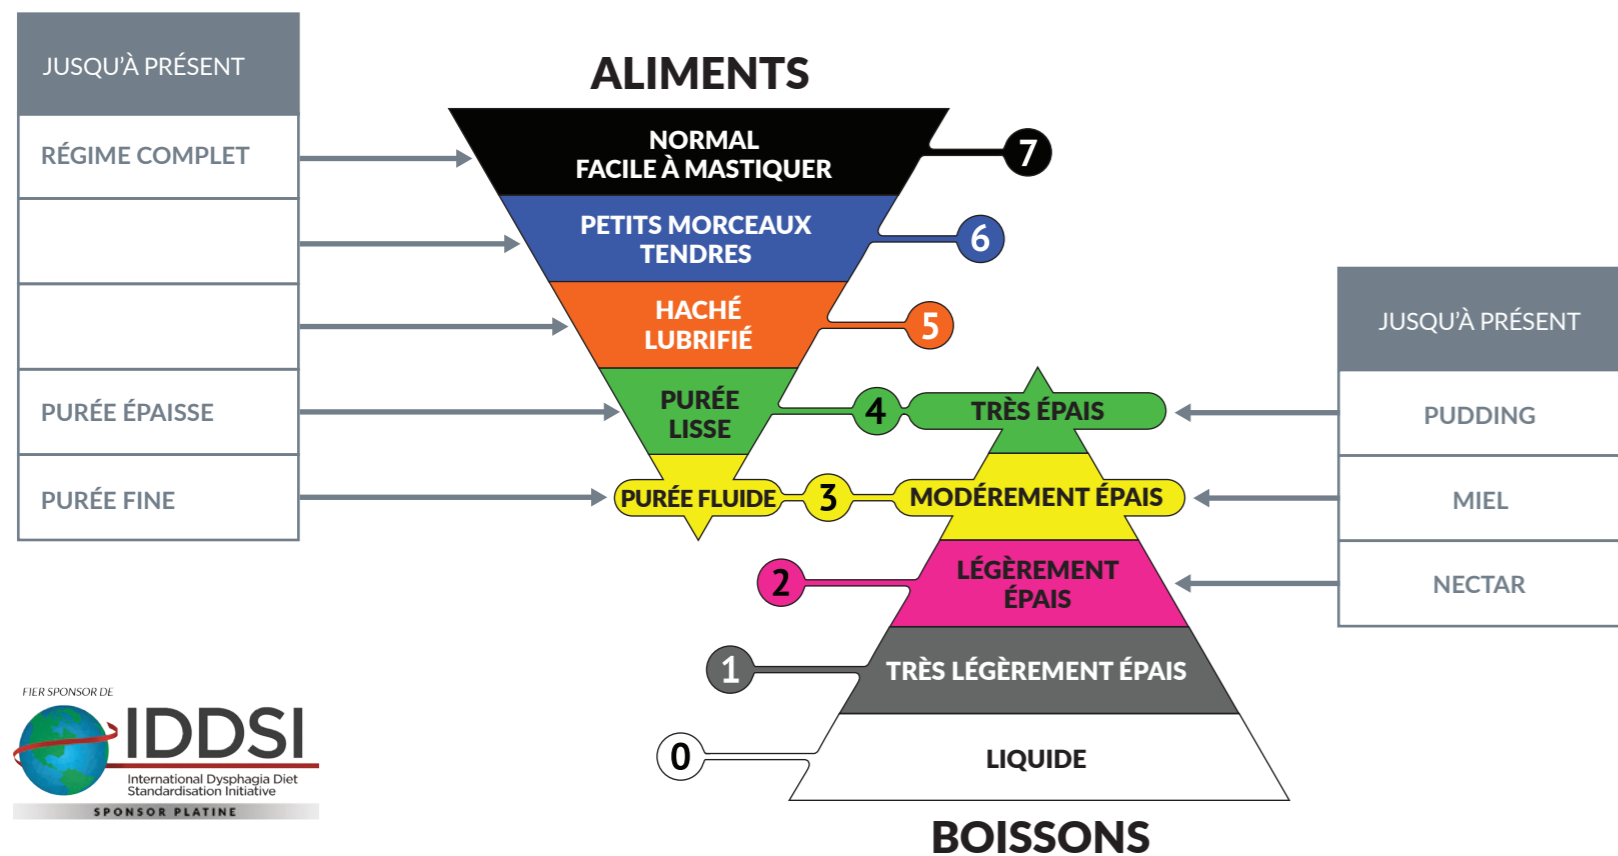 JUSQU'À PRÉSENT
RÉGIME COMPLET
PURÉE ÉPAISSE
PURÉE FINE
ALIMENTS
NORMAL
FACILE À MASTIQUER
7
PETITS MORCEAUX
TENDRES
6
HACHÉ
LUBRIFIÉ
5
PURÉE
LISSE
4
TRÈS ÉPAIS
PURÉE FLUIDE
3
MODÉREMENT ÉPAIS
2
LÉGÈREMENT
ÉPAIS
1
TRÈS LÉGÈREMENT ÉPAIS
0
LIQUIDE
BOISSONS
JUSQU'À PRÉSENT
PUDDING
MIEL
NECTAR
FIER SPONSOR DE
IDDSI
International Dysphagia Diet
Standardisation Initiative
SPONSOR PLATINE